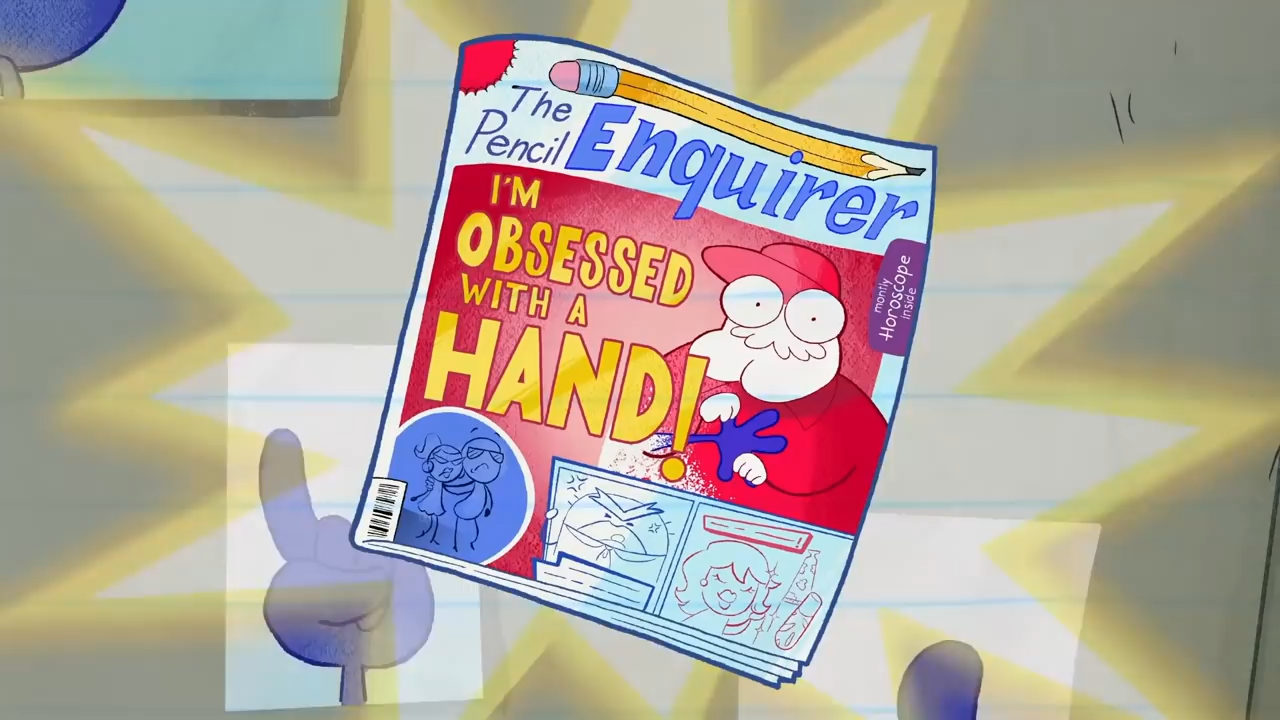 The
Pencil
Enquirer
I'M
OBSESSED
WITH A
HAND!
montly
Horoscope
inside